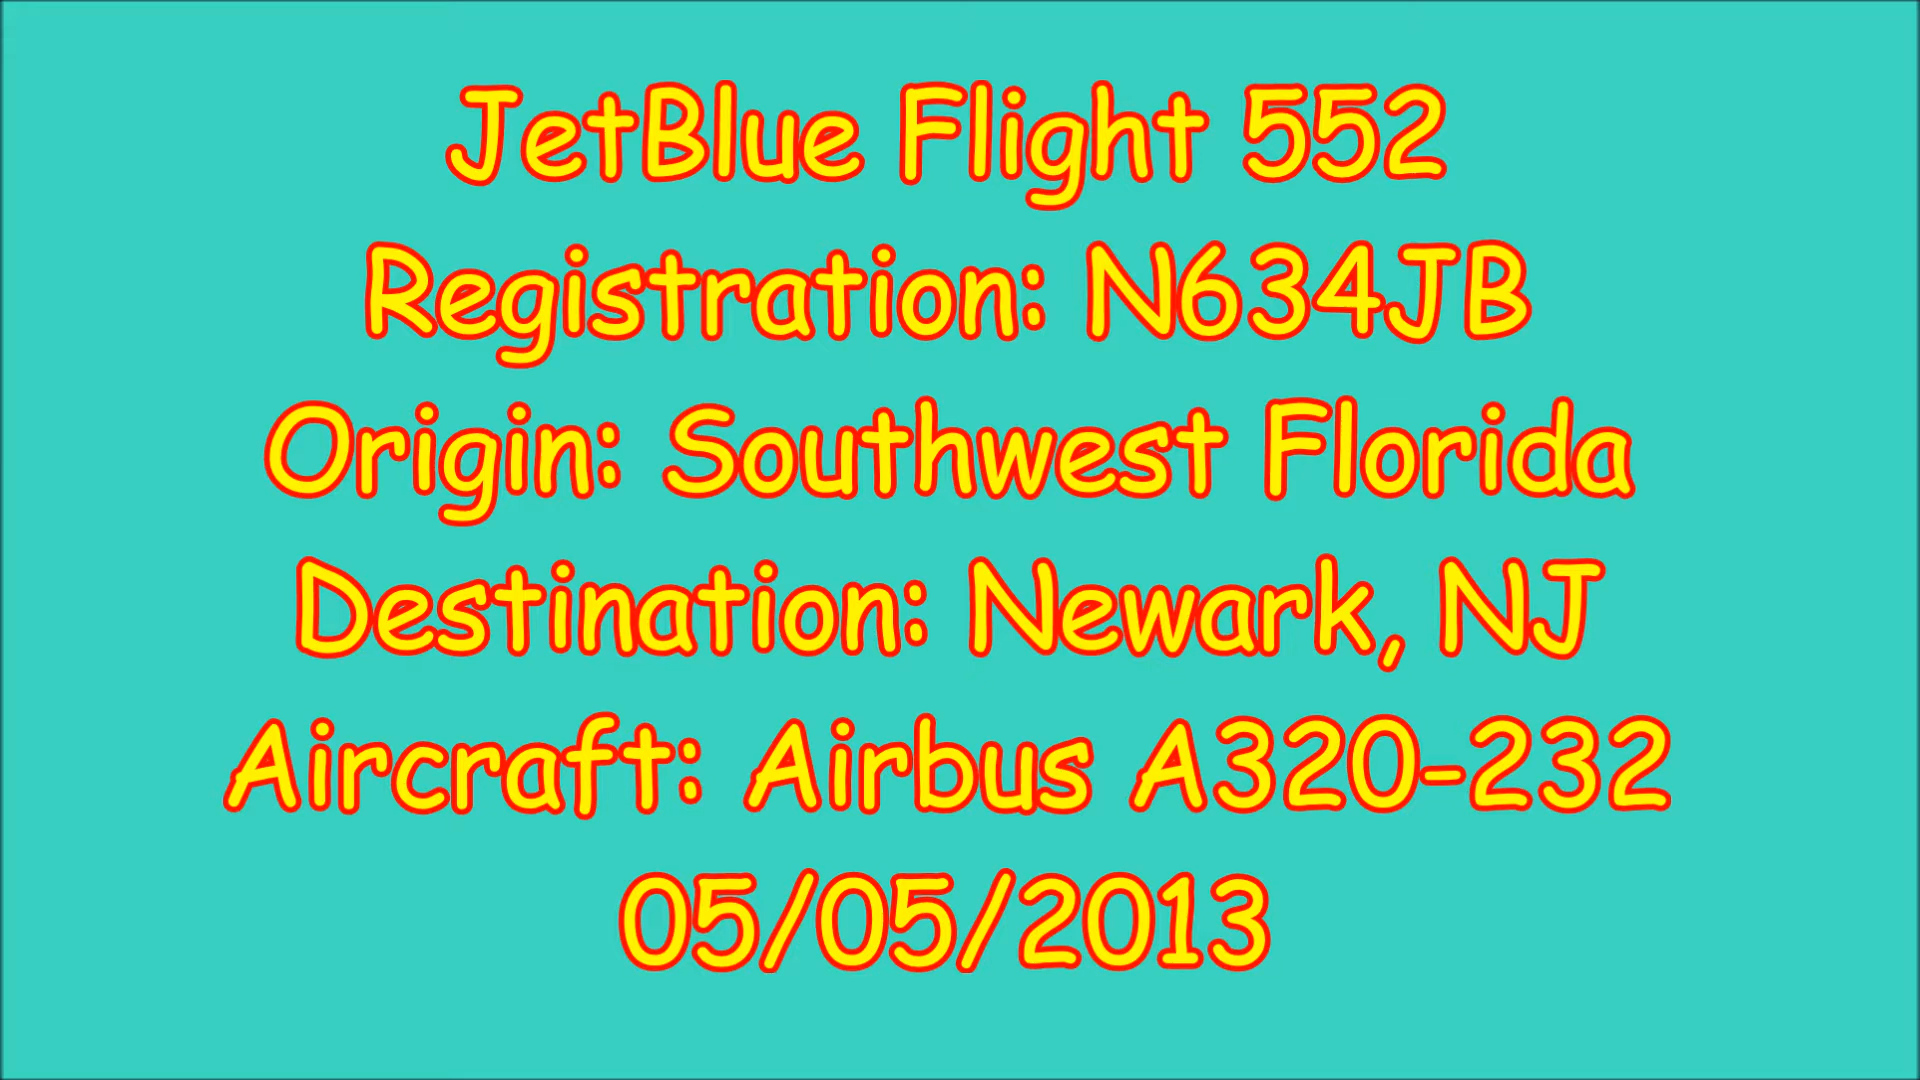 JetBlue Flight 552
Registration: N634JB
Origin: Southwest Florida
Destination: Newark, NJ
Aircraft: Airbus A320-232
05/05/2013